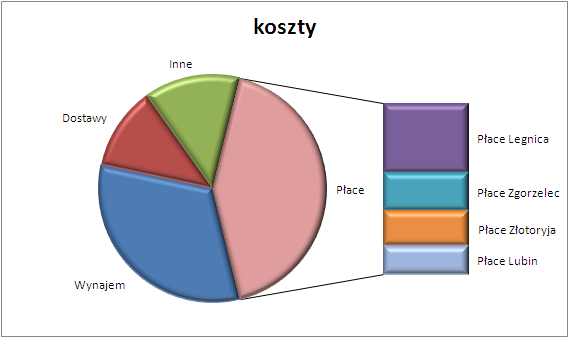 koszty
Inne
Dostawy
Płace
Wynajem
Płace Legnica
Płace Zgorzelec
Płace Złotoryja
Płace Lubin